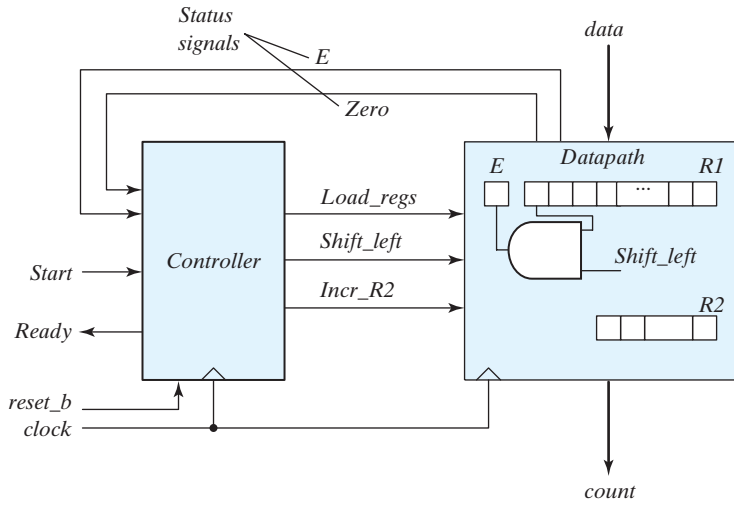 Status
signals
E
Zero
data
Datapath
E
R1
...
Load_regs
Shift_left
Shift_left
Controller
Incr_R2
Start
Ready
R2
reset_b
clock
count